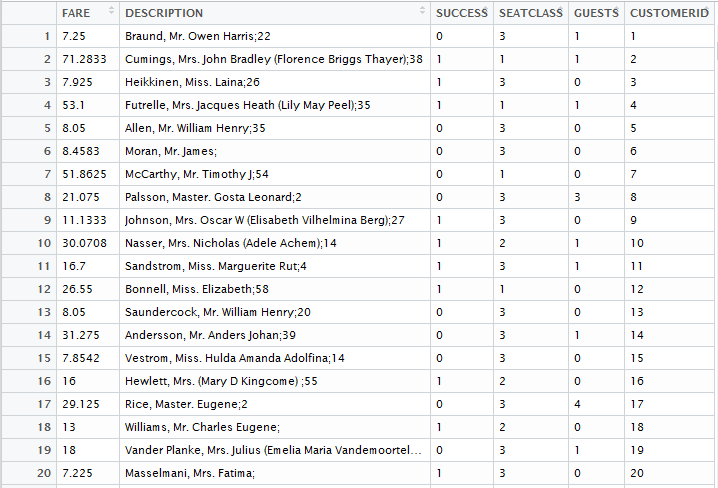 FARE DESCRIPTION SUCCESS SEATCLASS GUESTS CUSTOMERID
1 7.25 Braund, Mr. Owen Harris;22 0 3 1 1
2 71.2833 Cumings, Mrs. John Bradley (Florence Briggs Thayer);38 1 1 1 2
3 7.925 Heikkinen, Miss. Laina;26 1 3 0 3
4 53.1 Futrelle, Mrs. Jacques Heath (Lily May Peel);35 1 1 1 4
5 8.05 Allen, Mr. William Henry;35 0 3 0 5
6 8.4583 Moran, Mr. James; 0 3 0 6
7 51.8625 McCarthy, Mr. Timothy J;54 0 1 0 7
8 21.075 Palsson, Master. Gosta Leonard;2 0 3 3 8
9 11.1333 Johnson, Mrs. Oscar W (Elisabeth Vilhelmina Berg);27 1 3 0 9
10 30.0708 Nasser, Mrs. Nicholas (Adele Achem);14 1 2 1 10
11 16.7 Sandstrom, Miss. Marguerite Rut;4 1 3 1 11
12 26.55 Bonnell, Miss. Elizabeth;58 1 1 0 12
13 8.05 Saundercock, Mr. William Henry;20 0 3 0 13
14 31.275 Andersson, Mr. Anders Johan;39 0 3 1 14
15 7.8542 Vestrom, Miss. Hulda Amanda Adolfina;14 0 3 0 15
16 16 Hewlett, Mrs. (Mary D Kingcome) ;55 1 2 0 16
17 29.125 Rice, Master. Eugene;2 0 3 4 17
18 13 Williams, Mr. Charles Eugene; 1 2 0 18
19 18 Vander Planke, Mrs. Julius (Emelia Maria Vandemoortel... 0 3 1 19
20 7.225 Masselmani, Mrs. Fatima; 1 3 0 20